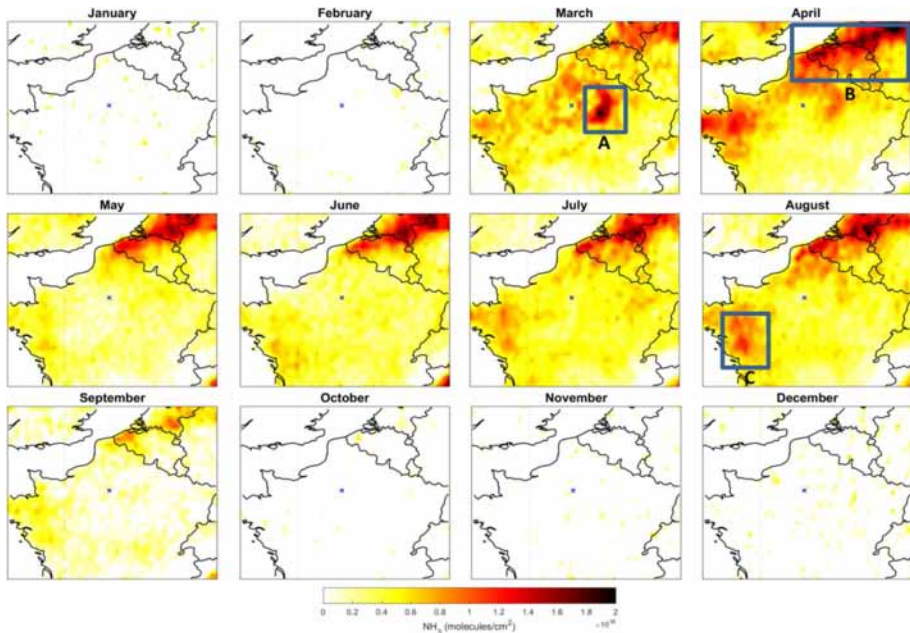 January February March April
A
B
May June July August
C
September October November December
0 0.2 0.4 0.6 0.8 1 1.2 1.4 1.6 1.8 2
NH₃ (molecules/cm²)